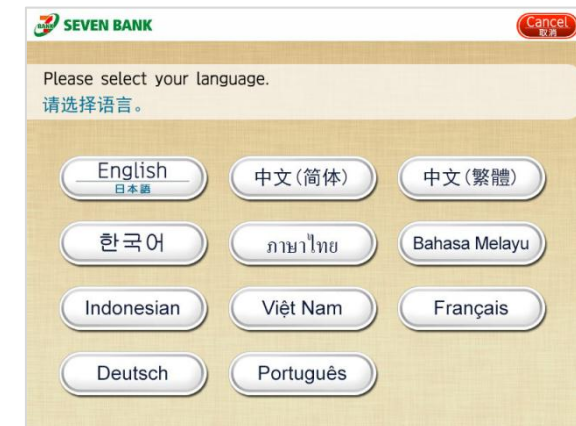 7
BANK
SEVEN BANK
Cancel
取消
Please select your language.
请选择语言。
English
日本語
中文(简体)
中文(繁體)
한국어
ภาษาไทย
Bahasa Melayu
Indonesian
Việt Nam
Français
Deutsch
Português